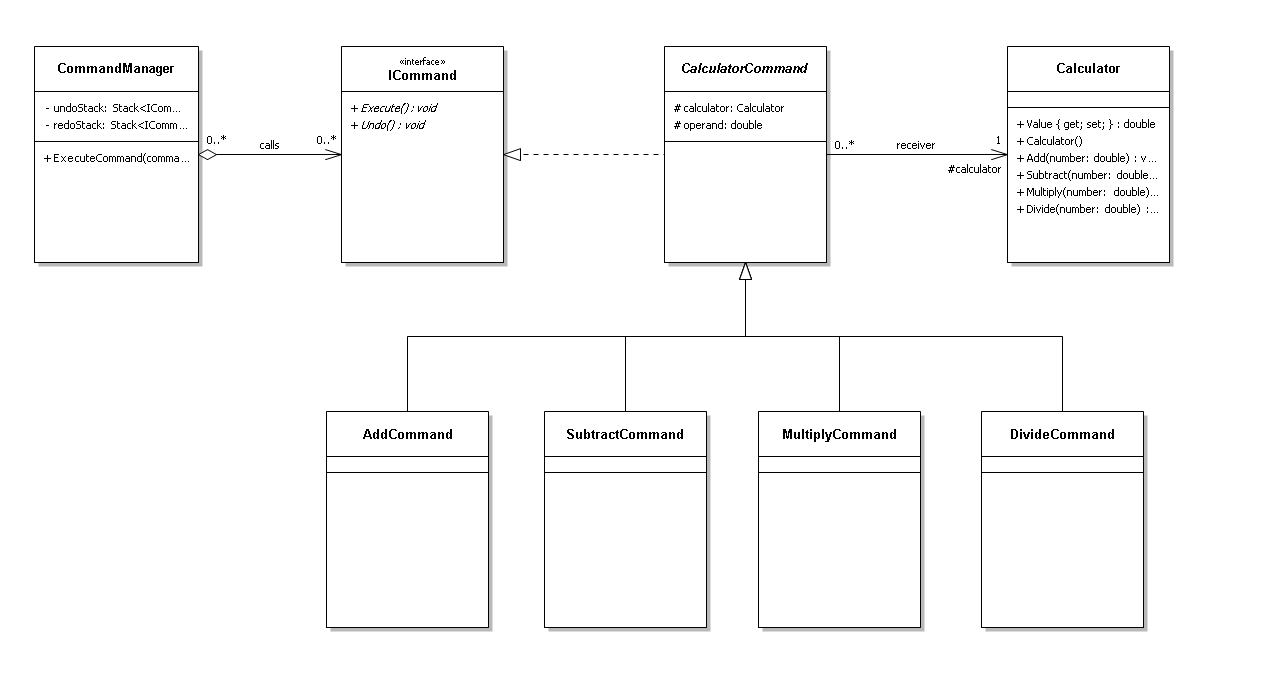 CommandManager
- undoStack: Stack<ICom...
- redoStack: Stack<IComm...
+ ExecuteCommand(comma...
0..*
calls
0..*
«interface»
ICommand
+ Execute() : void
+ Undo() : void
CalculatorCommand
# calculator: Calculator
# operand: double
0..*
receiver
1
#calculator
Calculator
+ Value { get; set; } : double
+ Calculator()
+ Add(number: double) : v...
+ Subtract(number: double...
+ Multiply(number: double)...
+ Divide(number: double) :...
AddCommand
SubtractCommand
MultiplyCommand
DivideCommand